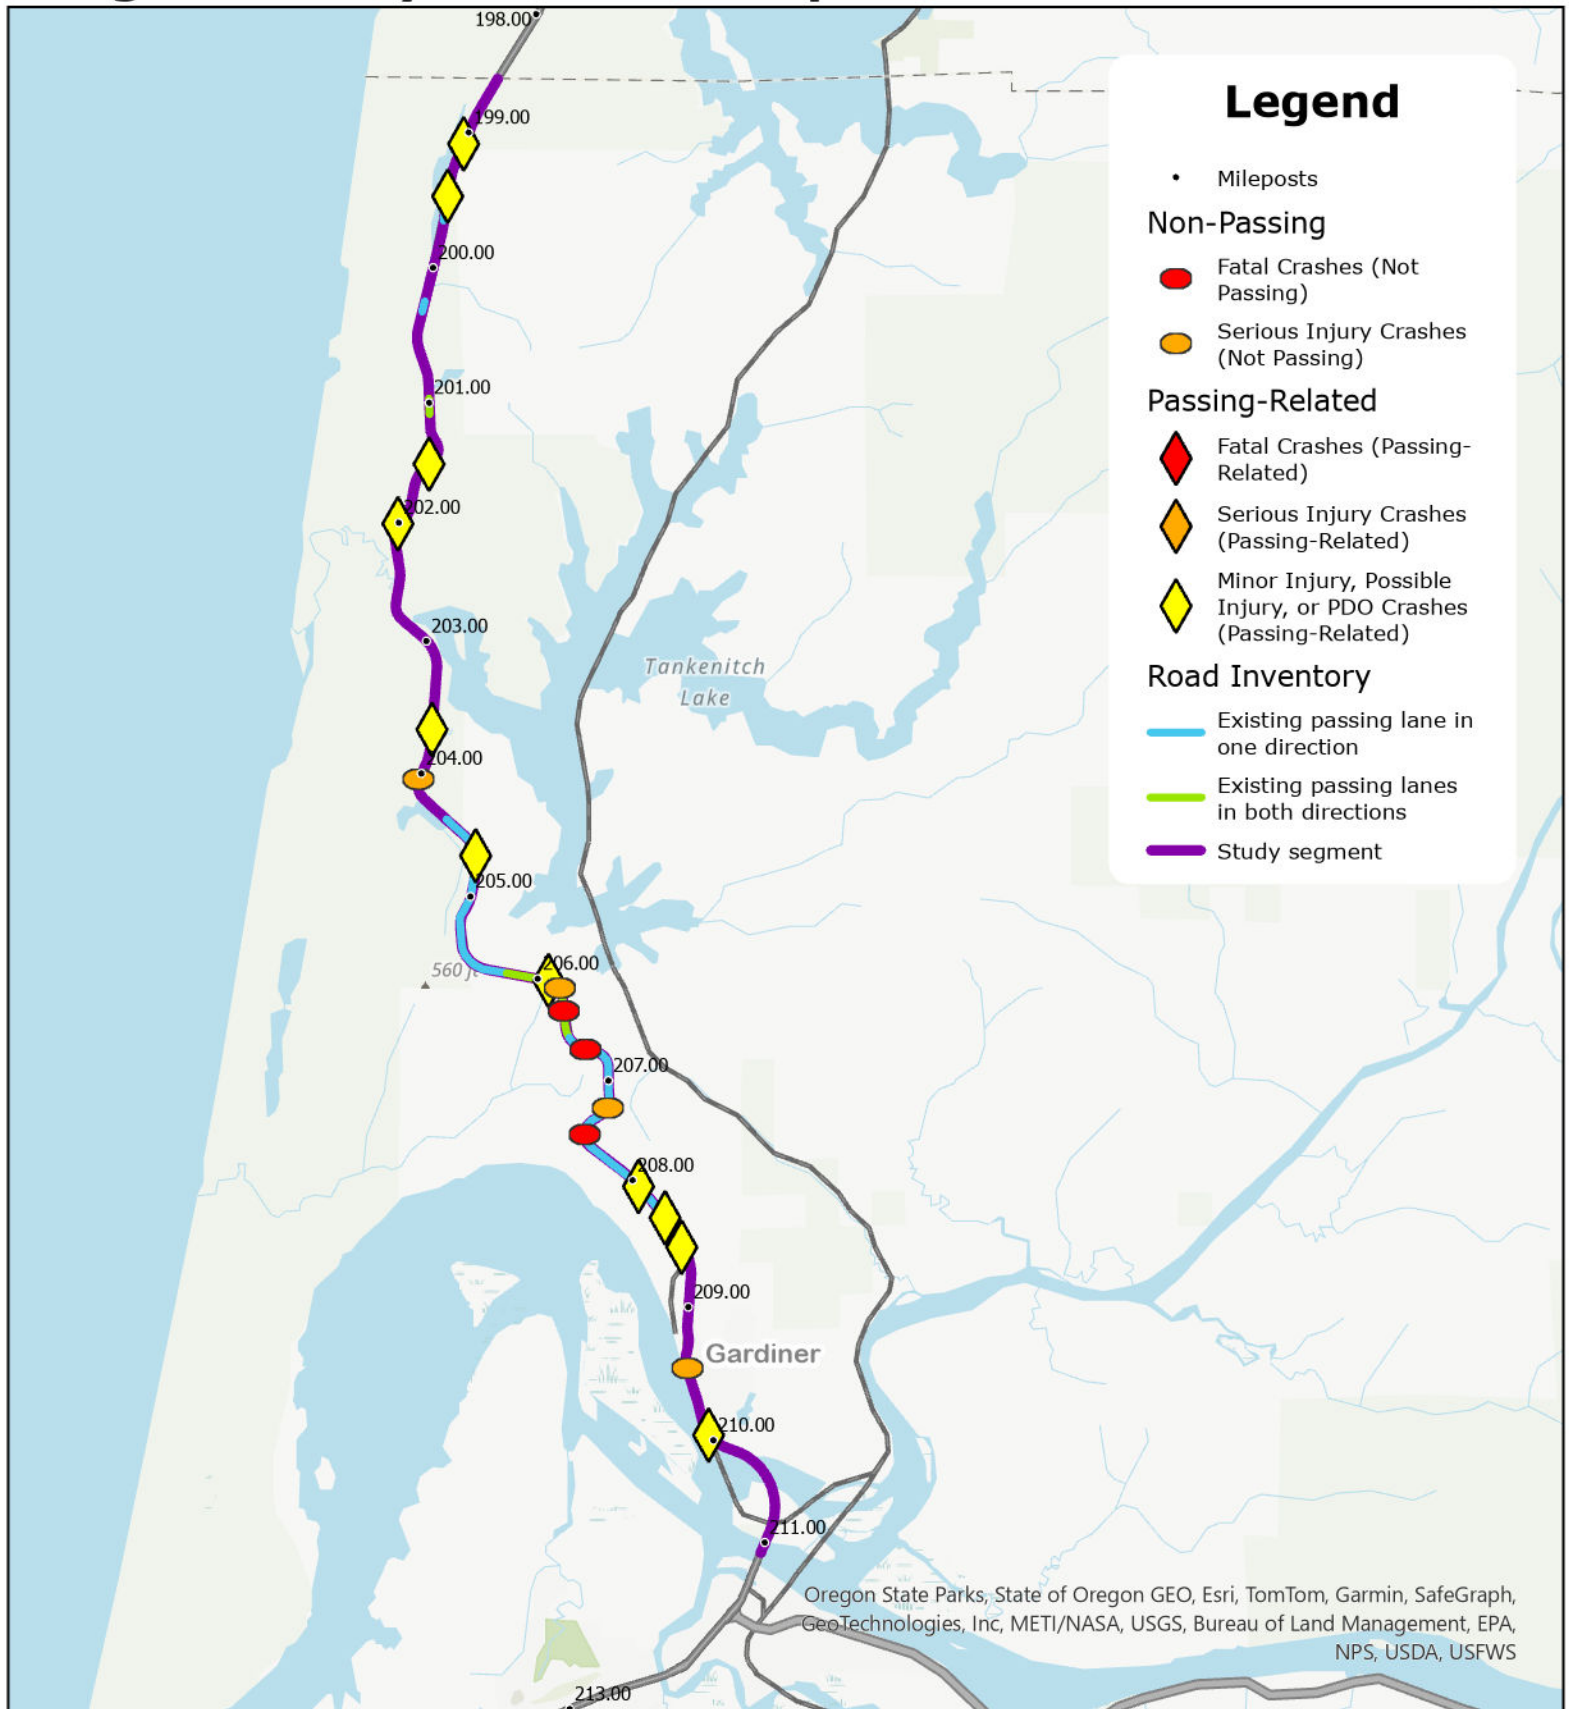 198.00
199.00
200.00
201.00
202.00
203.00
204.00
205.00
560 ft
206.00
207.00
208.00
209.00
210.00
211.00
213.00
Tankenitch
Lake
Gardiner
Legend
Mileposts
Non-Passing
Fatal Crashes (Not
Passing)
Serious Injury Crashes
(Not Passing)
Passing-Related
Fatal Crashes (Passing-
Related)
Serious Injury Crashes
(Passing-Related)
Minor Injury, Possible
Injury, or PDO Crashes
(Passing-Related)
Road Inventory
Existing passing lane in
one direction
Existing passing lanes
in both directions
Study segment
Oregon State Parks, State of Oregon GEO, Esri, TomTom, Garmin, SafeGraph,
GeoTechnologies, Inc, METI/NASA, USGS, Bureau of Land Management, EPA,
NPS, USDA, USFWS